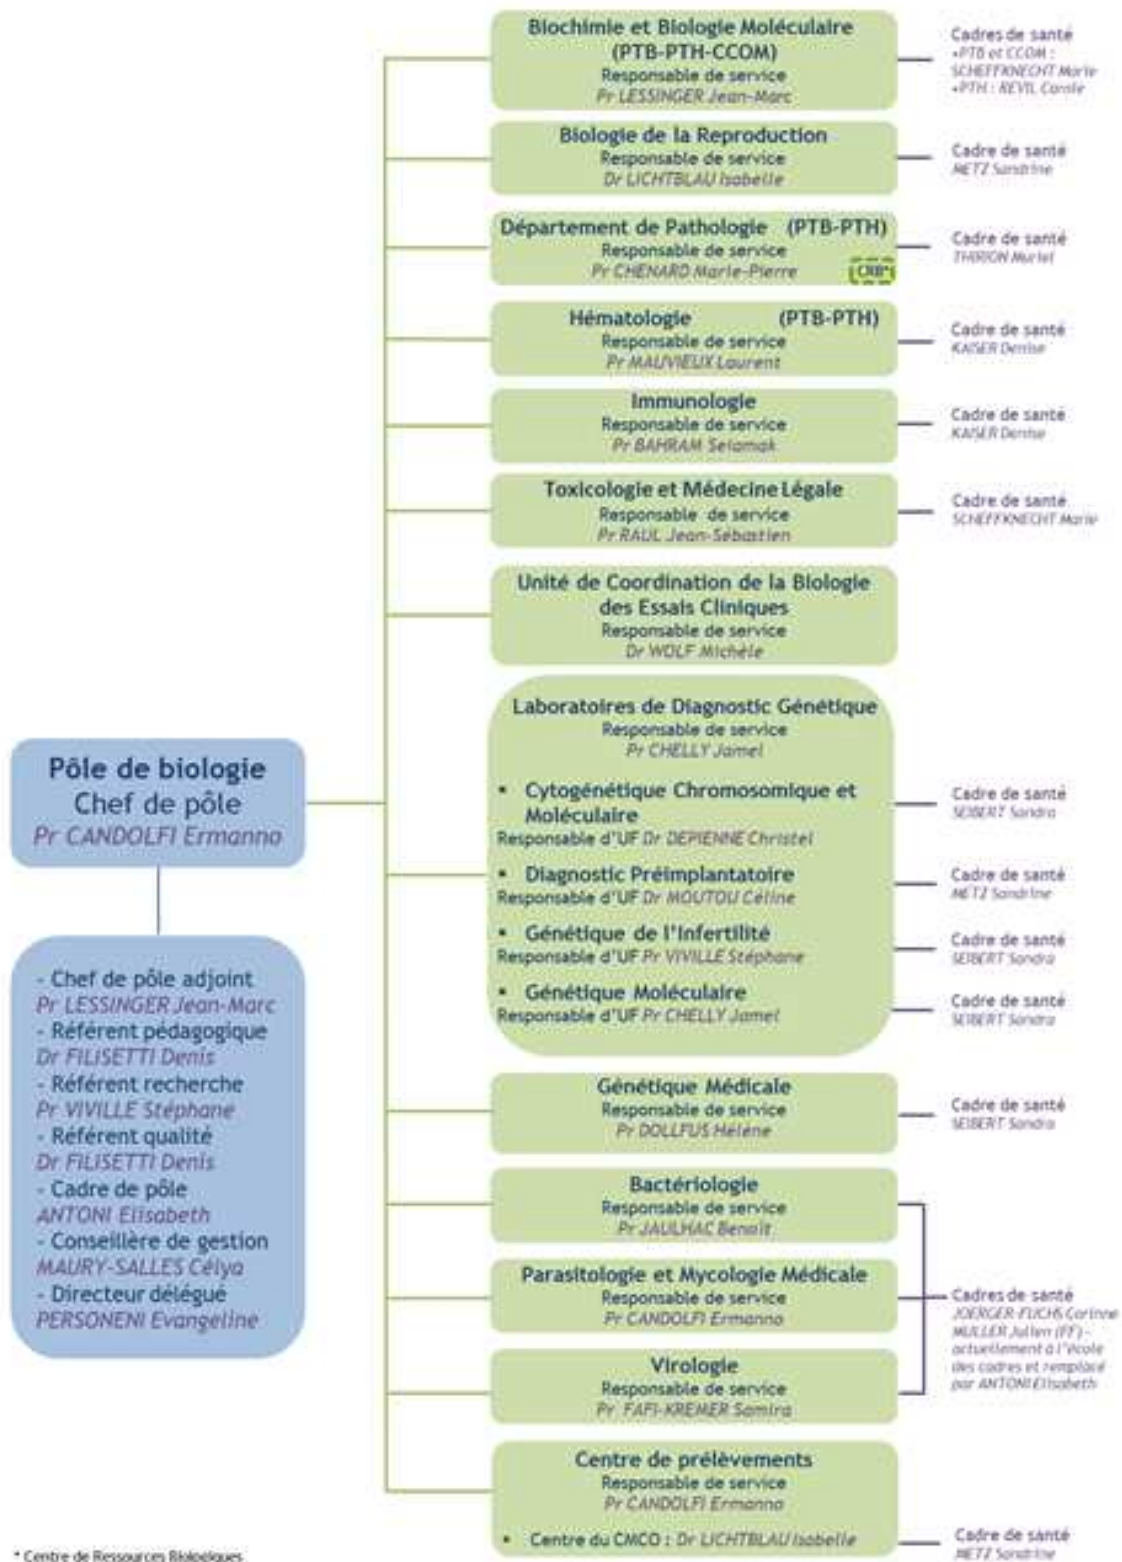 Biochimie et Biologie Moléculaire
(PTB-PTH-CCOM)
Responsable de service
Pr LESSINGER Jean-Marc
Cadres de santé
•PTB et CCOM :
SCHEFFKNECHT Marie
•PTH : REVIL Carole
Biologie de la Reproduction
Responsable de service
Dr LICHTBLAU Isabelle
Cadre de santé
METZ Sandrine
Département de Pathologie (PTB-PTH)
Responsable de service
Pr CHENARD Marie-Pierre
CRB*
Cadre de santé
THIRION Muriel
Hématologie (PTB-PTH)
Responsable de service
Pr MAUVIEUX Laurent
Cadre de santé
KAISER Denise
Immunologie
Responsable de service
Pr BAHRAM Seiamak
Cadre de santé
KAISER Denise
Toxicologie et Médecine Légale
Responsable de service
Pr RAUL Jean-Sébastien
Cadre de santé
SCHEFFKNECHT Marie
Unité de Coordination de la Biologie
des Essais Cliniques
Responsable de service
Dr WOLF Michèle
Laboratoires de Diagnostic Génétique
Responsable de service
Pr CHELLY Jamel
▪ Cytogénétique Chromosomique et
Moléculaire
Responsable d'UF Dr DEPIENNE Christel
Cadre de santé
SEIBERT Sandra
▪ Diagnostic Préimplantatoire
Responsable d'UF Dr MOUTOU Céline
Cadre de santé
METZ Sandrine
▪ Génétique de l'Infertilité
Responsable d'UF Pr VIVILLE Stéphane
Cadre de santé
SEIBERT Sandra
▪ Génétique Moléculaire
Responsable d'UF Pr CHELLY Jamel
Cadre de santé
SEIBERT Sandra
Pôle de biologie
Chef de pôle
Pr CANDOLFI Ermanno
- Chef de pôle adjoint
Pr LESSINGER Jean-Marc
- Référent pédagogique
Dr FILISETTI Denis
- Référent recherche
Pr VIVILLE Stéphane
- Référent qualité
Dr FILISETTI Denis
- Cadre de pôle
ANTONI Elisabeth
- Conseillère de gestion
MAURY-SALLES Célya
- Directeur délégué
PERSONENI Evangeline
Génétique Médicale
Responsable de service
Pr DOLLFUS Hélène
Cadre de santé
SEIBERT Sandra
Bactériologie
Responsable de service
Pr JAULHAC Benoît
Parasitologie et Mycologie Médicale
Responsable de service
Pr CANDOLFI Ermanno
Virologie
Responsable de service
Pr FAFI-KREMER Samira
Cadres de santé
JOERGER-FUCHS Corinne
MULLER Julien (FF) -
actuellement à l'école
des cadres et remplacé
par ANTONI Elisabeth
Centre de prélèvements
Responsable de service
Pr CANDOLFI Ermanno
▪ Centre du CMCO : Dr LICHTBLAU Isabelle
Cadre de santé
METZ Sandrine
* Centre de Ressources Biologiques